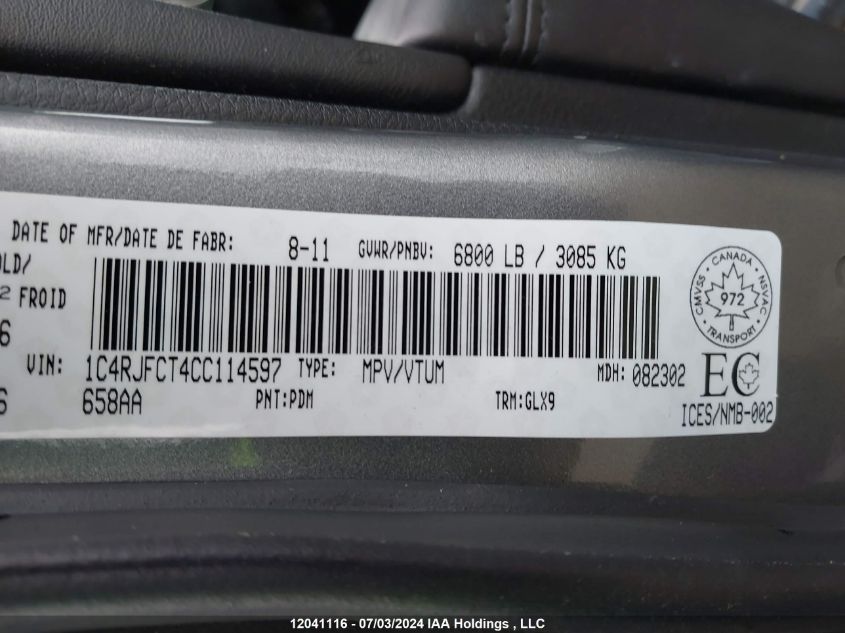 DATE OF MFR/DATE DE FABR: 8-11 GVWR/PNBV: 6800 LB / 3085 KG
OLD/
2 FROID
6
VIN: 1C4RJFCT4CC114597 TYPE: MPV/VTUM MDH: 082302
6 658AA PNT:PDM TRM:GLX9
CMVSS • CANADA • NSVAC
972
TRANSPORT
EC
ICES/NMB-002
12041116 - 07/03/2024 IAA Holdings , LLC